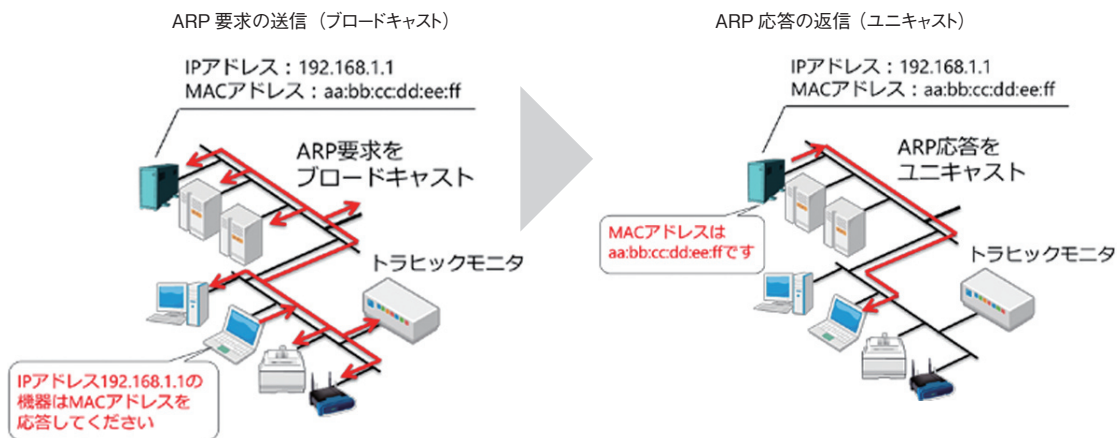 ARP 要求の送信（ブロードキャスト）
IPアドレス：192.168.1.1
MACアドレス：aa:bb:cc:dd:ee:ff
ARP要求を
ブロードキャスト
トラヒックモニタ
IPアドレス192.168.1.1の
機器はMACアドレスを
応答してください
ARP 応答の返信（ユニキャスト）
IPアドレス：192.168.1.1
MACアドレス：aa:bb:cc:dd:ee:ff
ARP応答を
ユニキャスト
MACアドレスは
aa:bb:cc:dd:ee:ffです
トラヒックモニタ